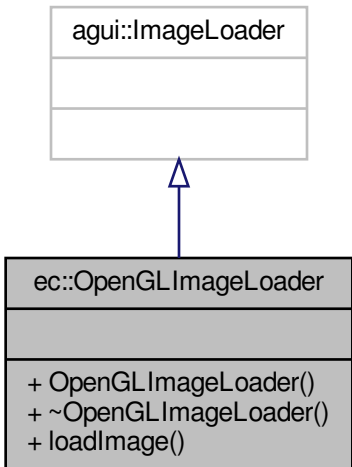 agui::ImageLoader
ec::OpenGLImageLoader
+ OpenGLImageLoader()
+ ~OpenGLImageLoader()
+ loadImage()